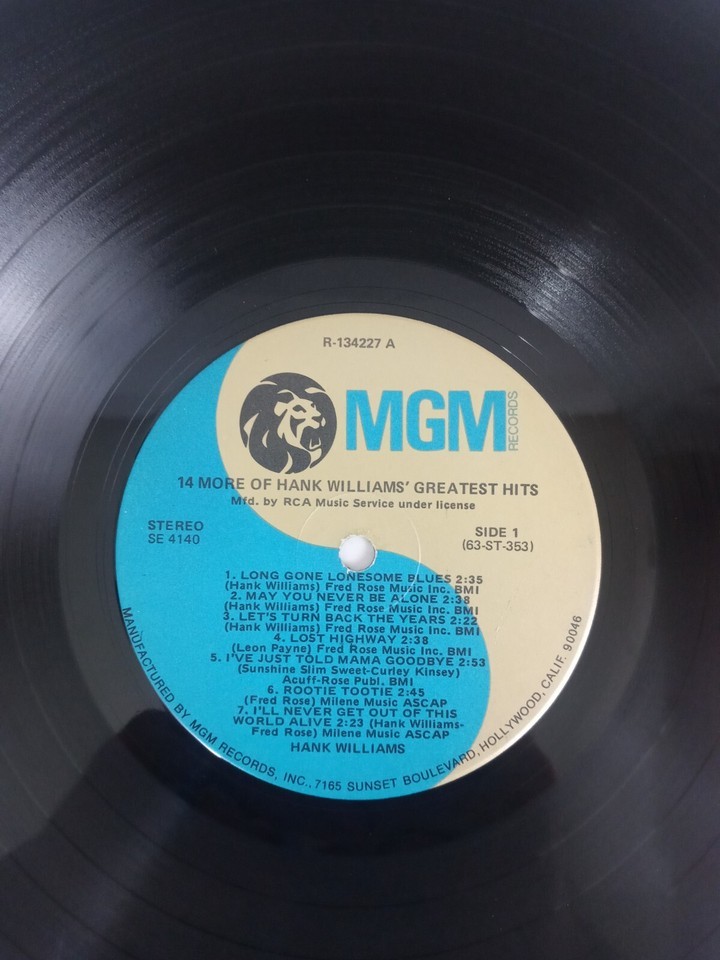 R-134227 A
MGM
RECORDS
14 MORE OF HANK WILLIAMS' GREATEST HITS
Mfd. by RCA Music Service under license
STEREO
SE 4140
SIDE 1
(63-ST-353)
1. LONG GONE LONESOME BLUES 2:35
(Hank Williams) Fred Rose Music Inc. BMI
2. MAY YOU NEVER BE ALONE 2:38
(Hank Williams) Fred Rose Music Inc. BMI
3. LET'S TURN BACK THE YEARS 2:22
(Hank Williams) Fred Rose Music Inc. BMI
4. LOST HIGHWAY 2:38
(Leon Payne) Fred Rose Music Inc. BMI
5. I'VE JUST TOLD MAMA GOODBYE 2:53
(Sunshine Slim Sweet-Curley Kinsey)
Acuff-Rose Publ. BMI
6. ROOTIE TOOTIE 2:45
(Fred Rose) Milene Music ASCAP
7. I'LL NEVER GET OUT OF THIS
WORLD ALIVE 2:23 (Hank Williams-
Fred Rose) Milene Music ASCAP
HANK WILLIAMS
MANUFACTURED BY MGM RECORDS, INC., 7165 SUNSET BOULEVARD, HOLLYWOOD, CALIF. 90046